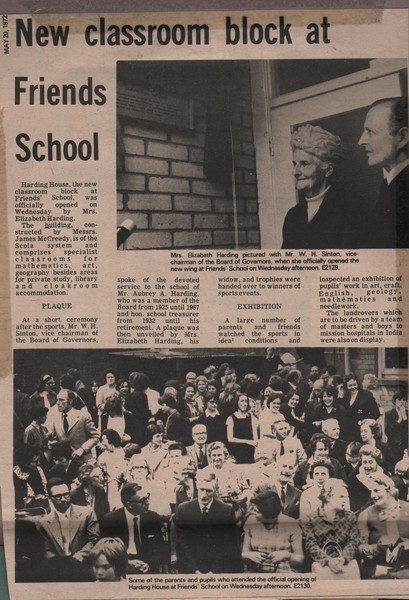 MAY 20, 1972
New classroom block at
Friends
School
Harding House, the new
classroom block at
Friends' School, was
officially opened on
Wednesday by Mrs.
Elizabeth Harding.
The building, con-
structed by Messrs.
James McCreedy, is of the
Scola system and
comprises specialist
classrooms for
mathematics, art,
geography besides areas
for private study, library
and cloakroom
accommodation.
PLAQUE
At a short ceremony
after the sports, Mr. W. H.
Sinton, vice chairman of
the Board of Governors,
Mrs. Elizabeth Harding pictured with Mr. W. H. Sinton, vice-
chairman of the Board of Governors, when she officially opened the
new wing at Friends' School on Wednesday afternoon. E2129.
spoke of the devoted
service to the school of
Mr. Aubrey A. Harding,
who was a member of the
Board from 1925 until 1967
and hon. school treasurer
from 1932 until his
retirement. A plaque was
then unveiled by Mrs.
Elizabeth Harding, his
widow, and trophies were
handed over to winners of
sports events.
EXHIBITION
A large number of
parents and friends
watched the sports in
idea' conditions and
inspected an exhibition of
pupils' work in art, craft,
English, geology,
mathematics and
needlework.
The landrovers which
are to be driven by a team
of masters and boys to
mission hospitals in India
were also on display.
Some of the parents and pupils who attended the official opening of
Harding House at Friends' School on Wednesday afternoon. E2130.